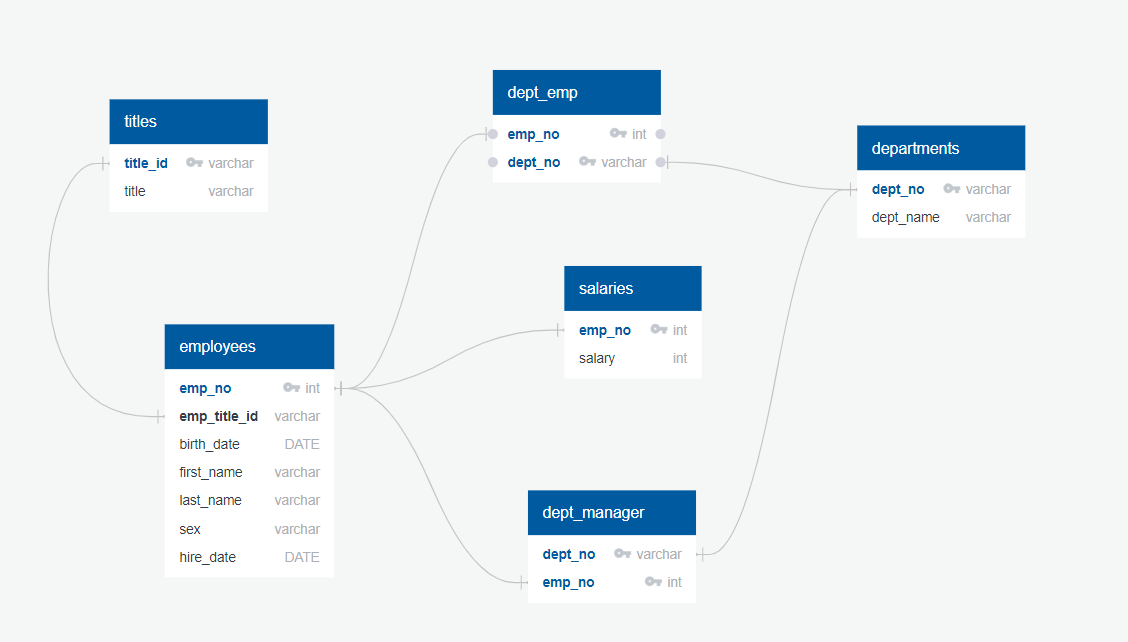 titles
title_id varchar
title varchar
employees
emp_no int
emp_title_id varchar
birth_date DATE
first_name varchar
last_name varchar
sex varchar
hire_date DATE
dept_emp
emp_no int
dept_no varchar
salaries
emp_no int
salary int
dept_manager
dept_no varchar
emp_no int
departments
dept_no varchar
dept_name varchar